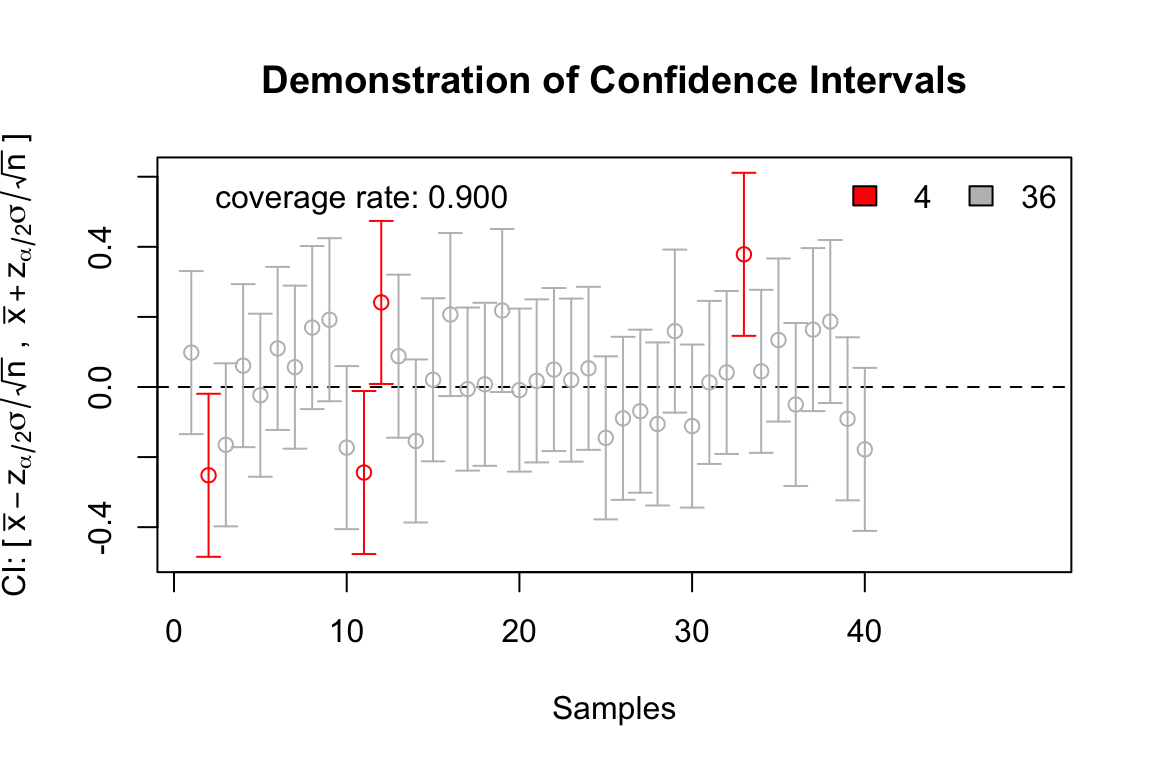 Demonstration of Confidence Intervals
CI: [ x̄ − z_{α/2}σ/√n , x̄ + z_{α/2}σ/√n ]
coverage rate: 0.900
4 36
0.4
0.0
-0.4
0 10 20 30 40
Samples